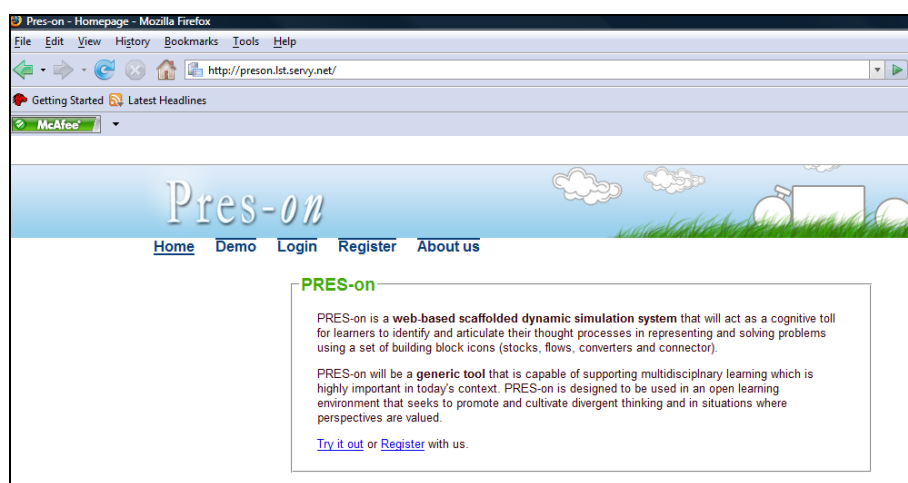 Pres-on - Homepage - Mozilla Firefox
File Edit View History Bookmarks Tools Help
http://preson.lst.servy.net/
Getting Started Latest Headlines
McAfee
Pres-on
Home Demo Login Register About us
PRES-on
PRES-on is a web-based scaffolded dynamic simulation system that will act as a cognitive toll
for learners to identify and articulate their thought processes in representing and solving problems
using a set of building block icons (stocks, flows, converters and connector).
PRES-on will be a generic tool that is capable of supporting multidisciplnary learning which is
highly important in today's context. PRES-on is designed to be used in an open learning
environment that seeks to promote and cultivate divergent thinking and in situations where
perspectives are valued.
Try it out or Register with us.